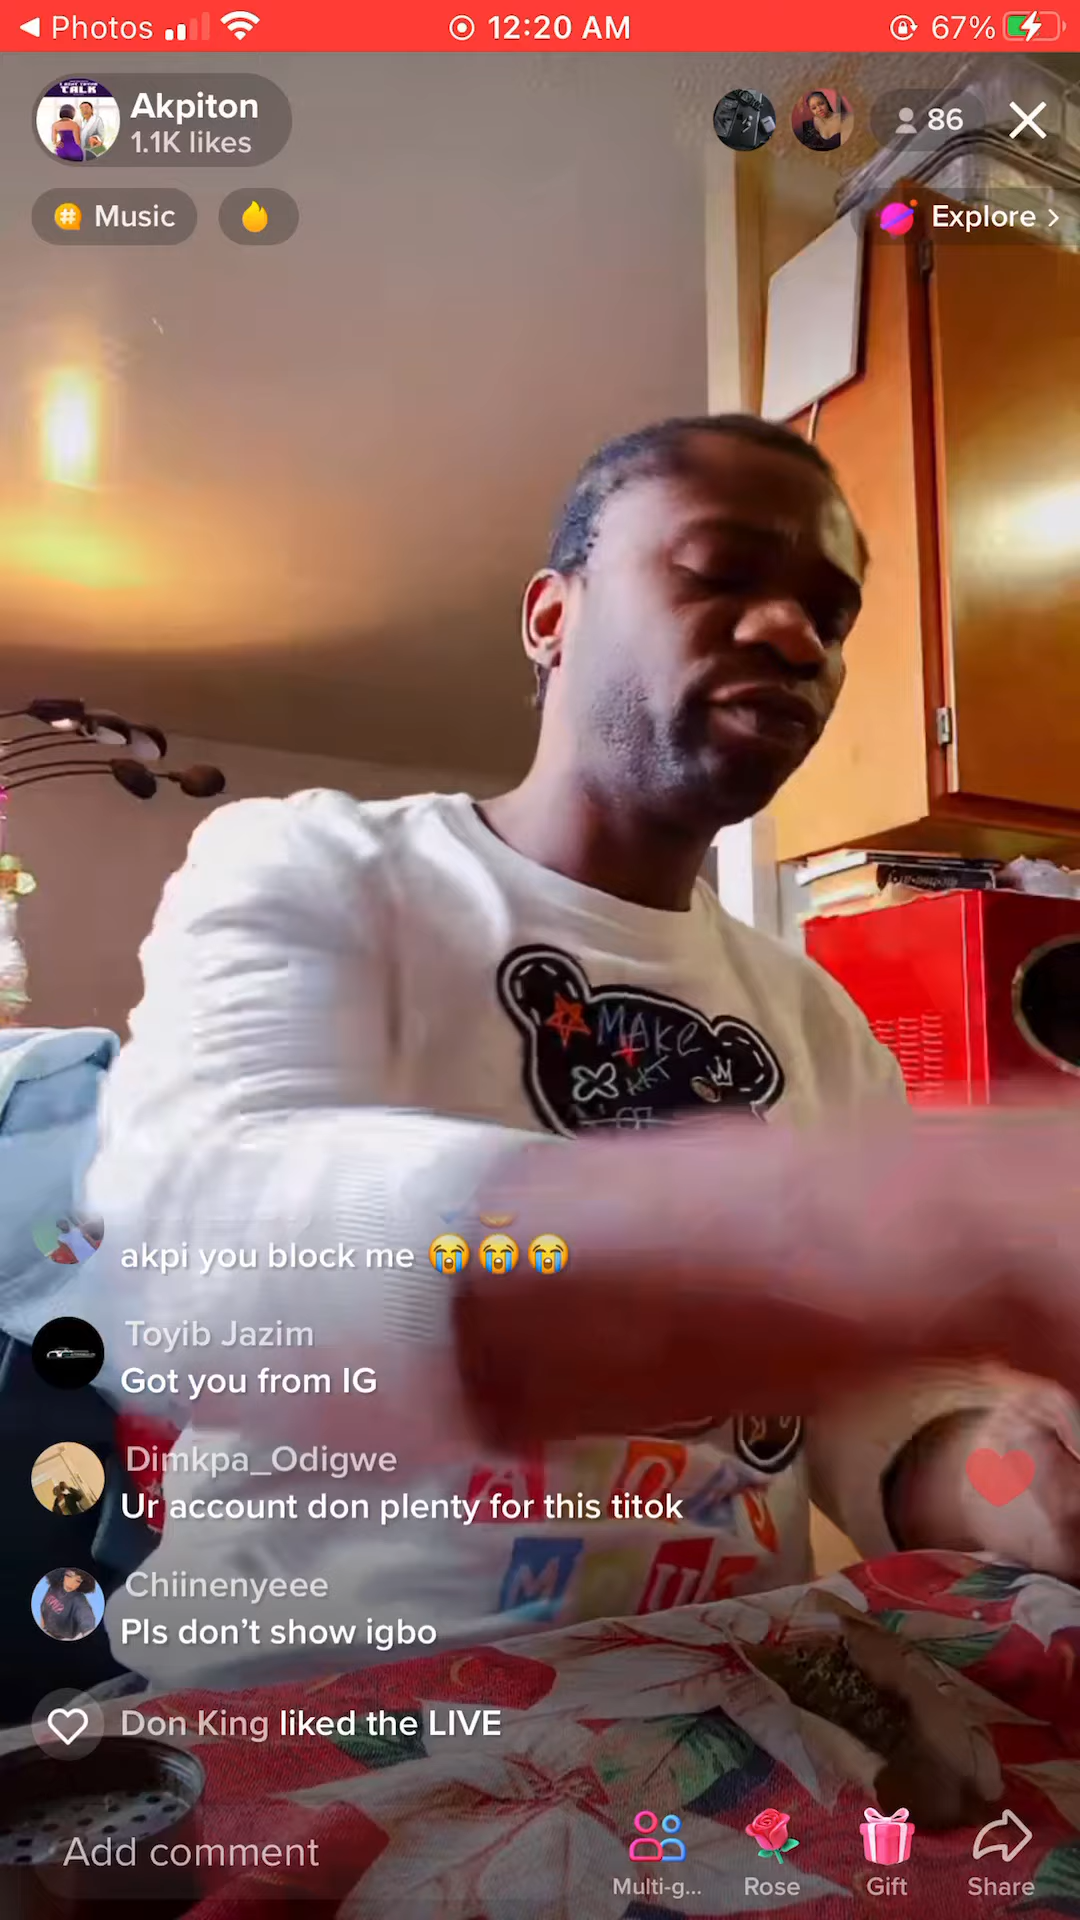 Photos
12:20 AM
67%
TALK
Akpiton
1.1K likes
86
Music
Explore
MAKE
ART
akpi you block me 😭😭😭
Toyib Jazim
Got you from IG
Dimkpa_Odigwe
Ur account don plenty for this titok
Chiinenyeee
Pls don’t show igbo
Don King liked the LIVE
Add comment
Multi-g...
Rose
Gift
Share